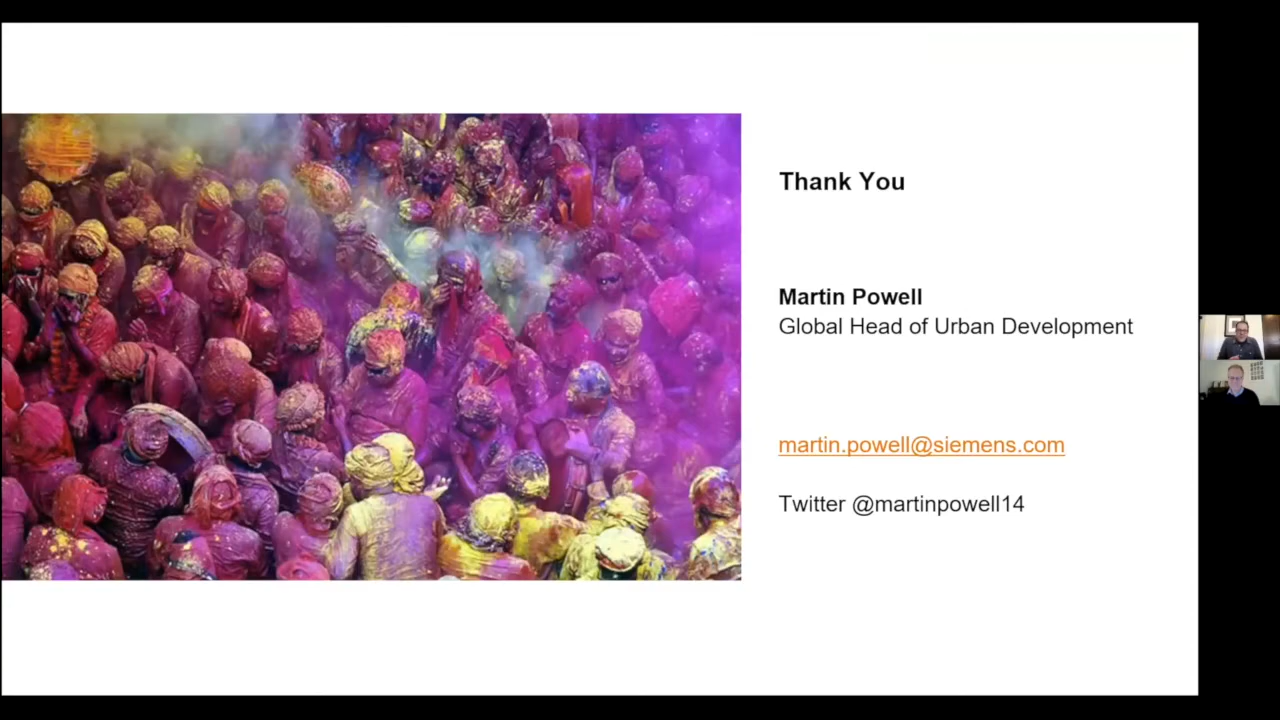 Thank You
Martin Powell
Global Head of Urban Development
martin.powell@siemens.com
Twitter @martinpowell14